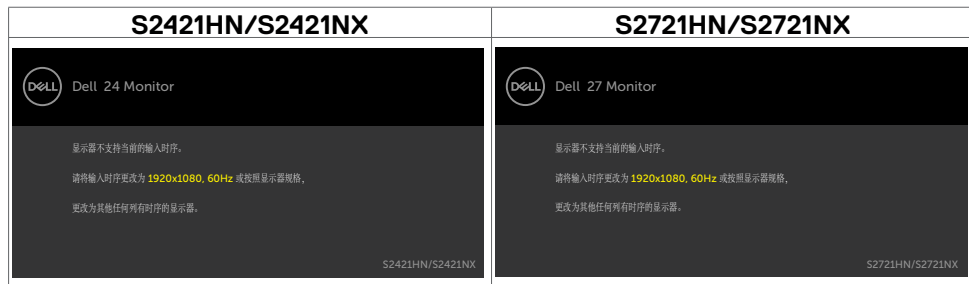 S2421HN/S2421NX
S2721HN/S2721NX
DELL Dell 24 Monitor
显示器不支持当前的输入时序。
请将输入时序更改为 1920x1080, 60Hz 或按照显示器规格，
更改为其他任何列有时序的显示器。
S2421HN/S2421NX
DELL Dell 27 Monitor
显示器不支持当前的输入时序。
请将输入时序更改为 1920x1080, 60Hz 或按照显示器规格，
更改为其他任何列有时序的显示器。
S2721HN/S2721NX